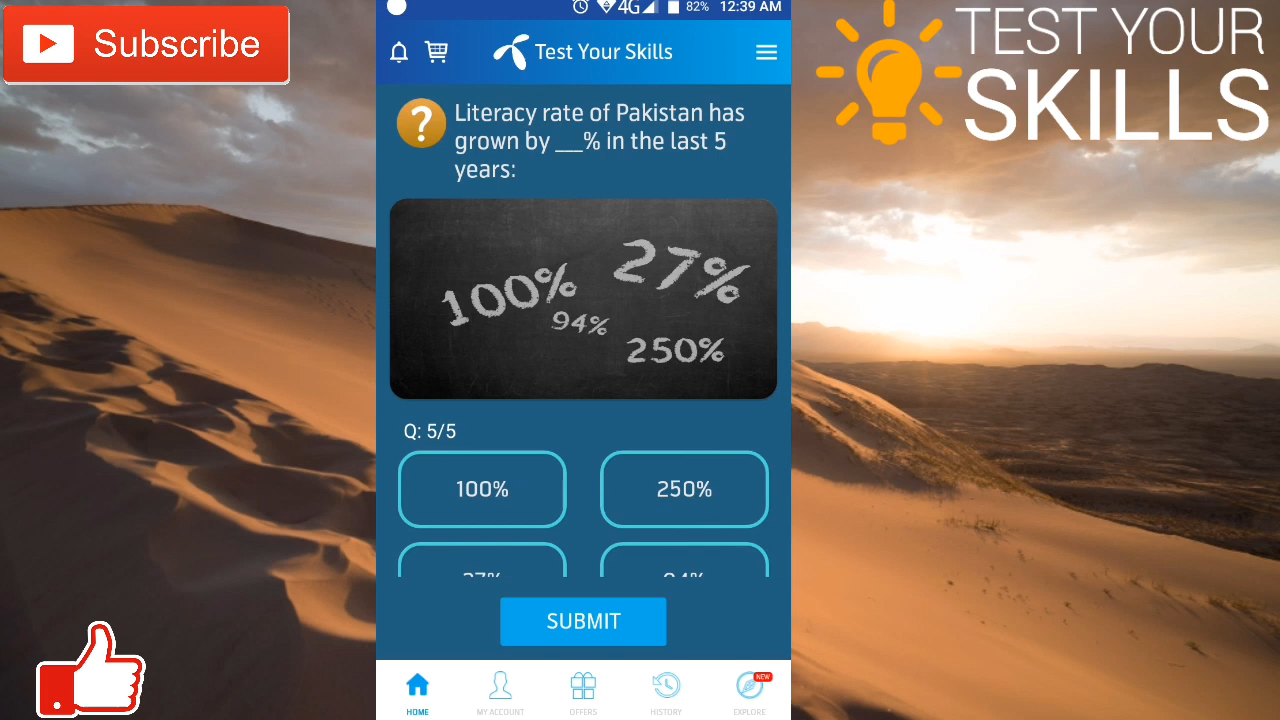 Subscribe
4G 82% 12:39 AM
Test Your Skills
TEST YOUR
SKILLS
Literacy rate of Pakistan has
grown by ___% in the last 5
years:
100%
27%
94%
250%
Q: 5/5
100%
250%
SUBMIT
HOME
MY ACCOUNT
OFFERS
HISTORY
EXPLORE
NEW